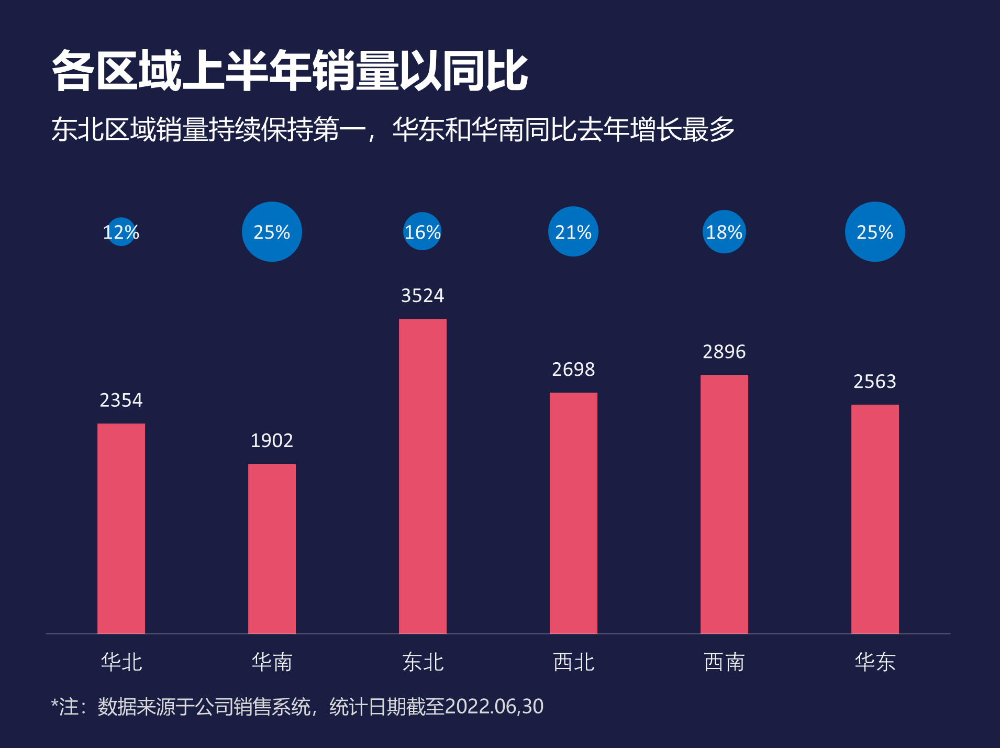 各区域上半年销量以同比
东北区域销量持续保持第一，华东和华南同比去年增长最多
12% 25% 16% 21% 18% 25%
3524
2896
2698
2563
2354
1902
华北 华南 东北 西北 西南 华东
*注：数据来源于公司销售系统，统计日期截至2022.06,30